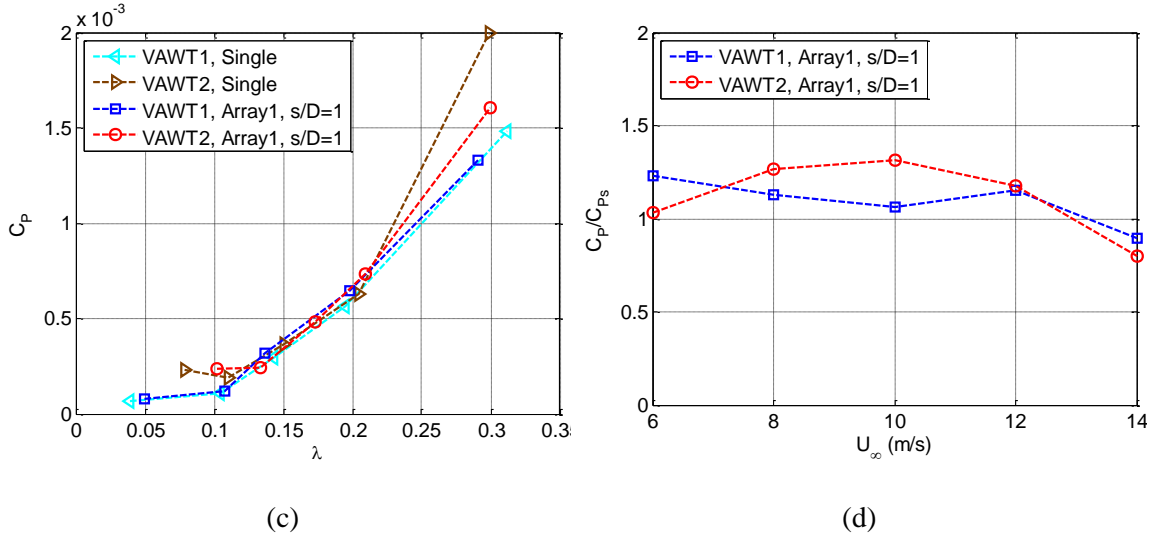 x 10⁻³
2
1.5
1
0.5
0
C_P
VAWT1, Single
VAWT2, Single
VAWT1, Array1, s/D=1
VAWT2, Array1, s/D=1
0 0.05 0.1 0.15 0.2 0.25 0.3
λ
(c)
2
1.5
1
0.5
0
C_P/C_Ps
VAWT1, Array1, s/D=1
VAWT2, Array1, s/D=1
6 8 10 12 14
U_∞ (m/s)
(d)